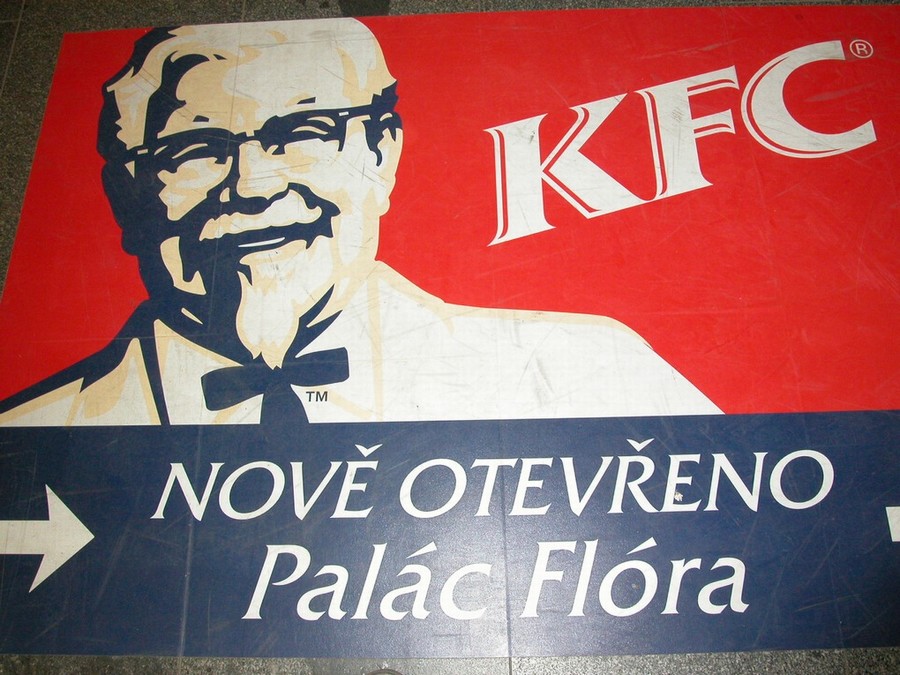 KFC®
TM
NOVĚ OTEVŘENO
Palác Flóra